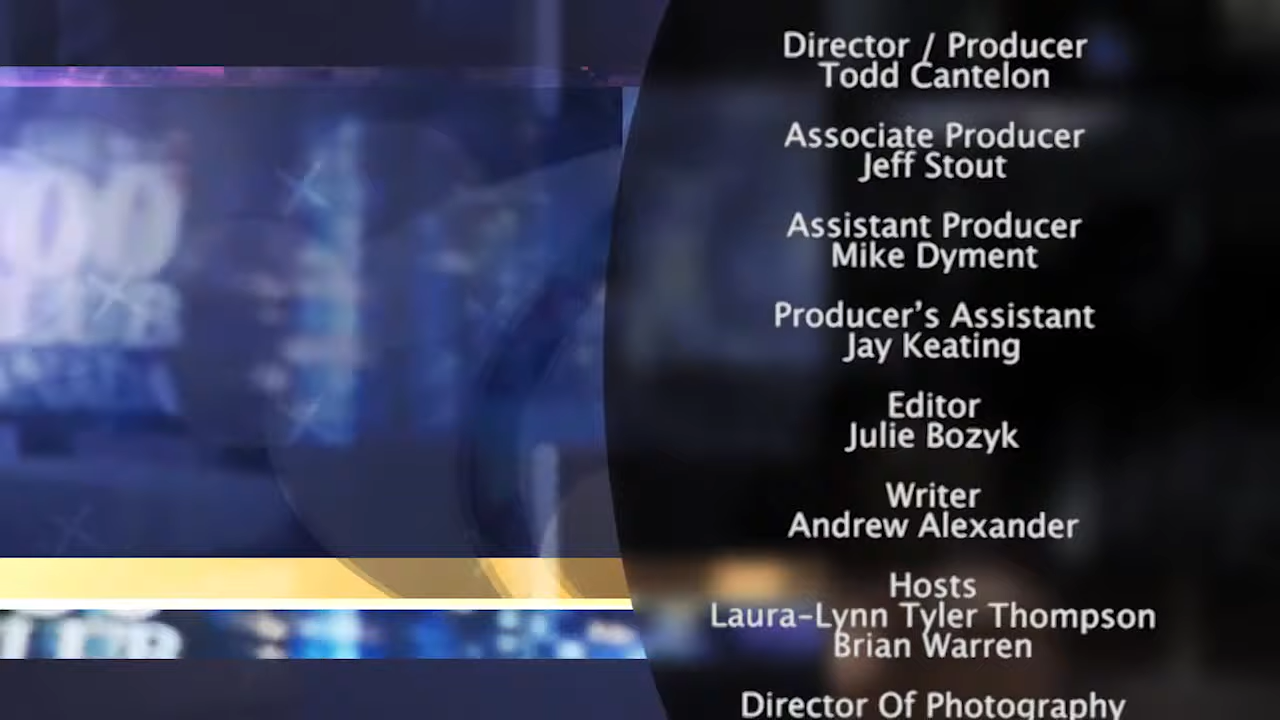 Director / Producer
Todd Cantelon
Associate Producer
Jeff Stout
Assistant Producer
Mike Dyment
Producer's Assistant
Jay Keating
Editor
Julie Bozyk
Writer
Andrew Alexander
Hosts
Laura-Lynn Tyler Thompson
Brian Warren
Director Of Photography